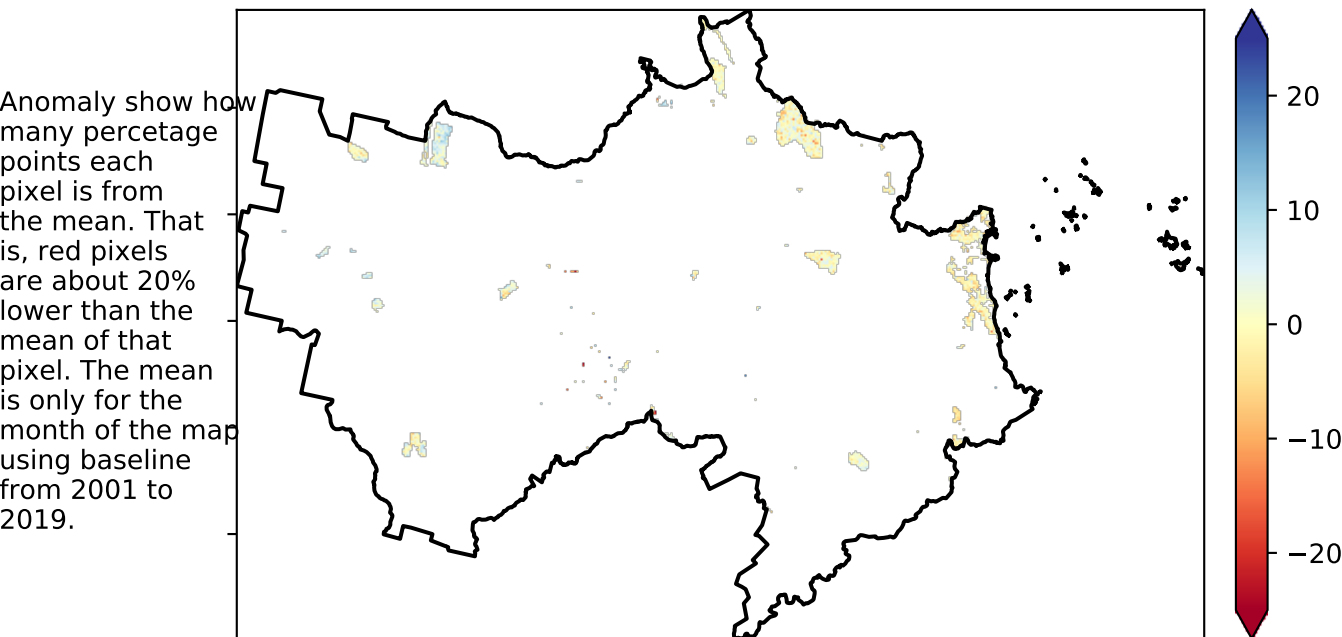 Anomaly show how
many percetage
points each
pixel is from
the mean. That
is, red pixels
are about 20%
lower than the
mean of that
pixel. The mean
is only for the
month of the map
using baseline
from 2001 to
2019.
20
10
0
−10
−20